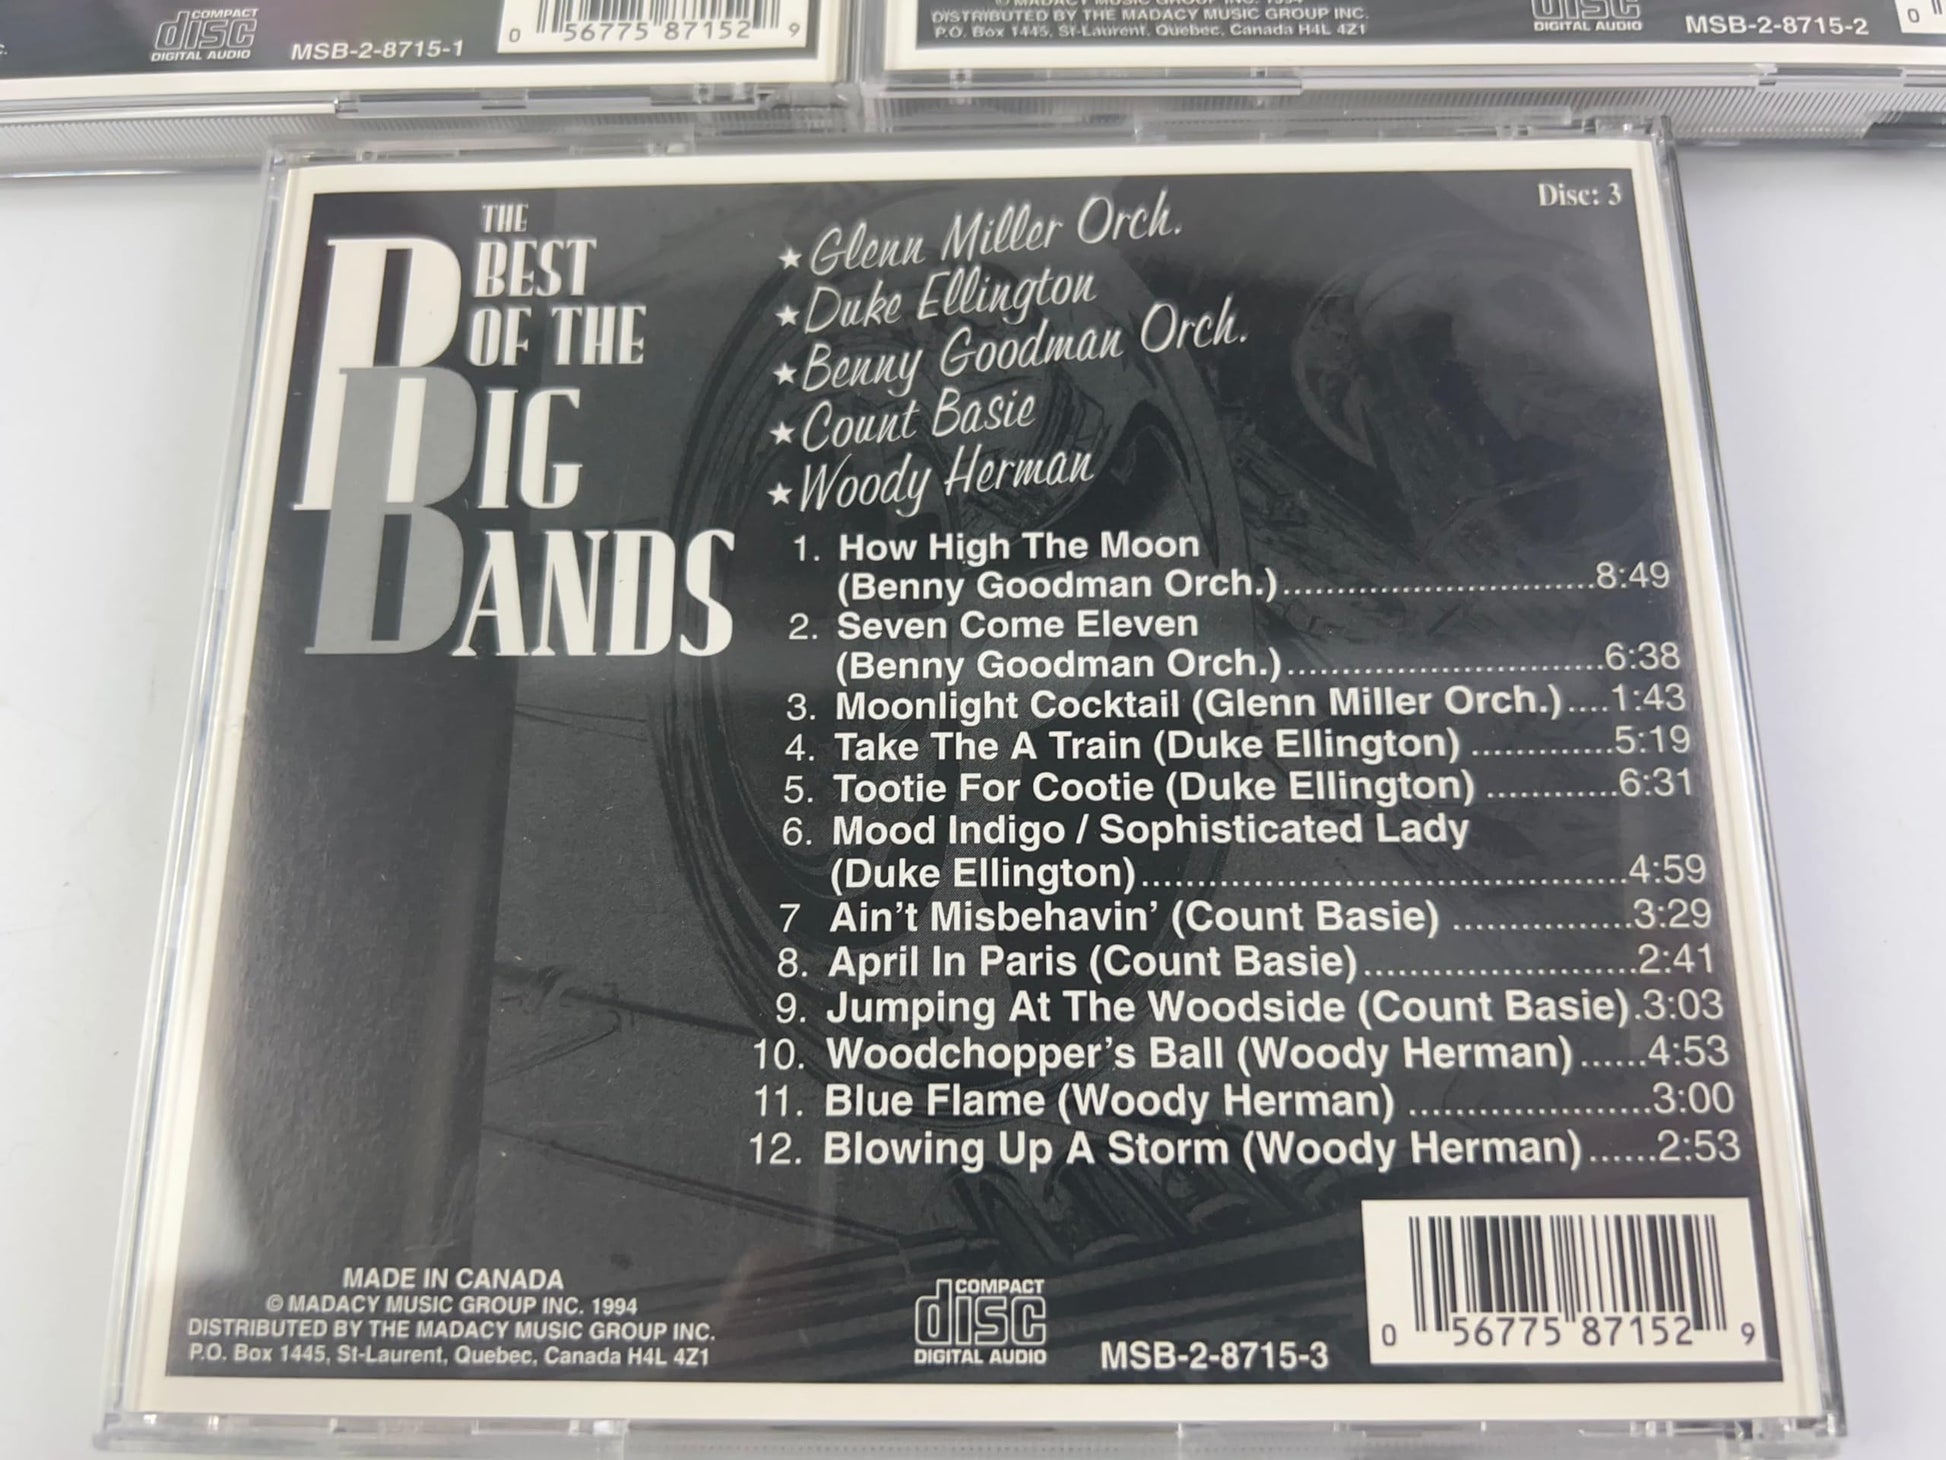 COMPACT
disc
DIGITAL AUDIO
MSB-2-8715-1
0 56775 87152 9
DISTRIBUTED BY THE MADACY MUSIC GROUP INC.
P.O. Box 1445, St-Laurent, Quebec, Canada H4L 4Z1
disc
DIGITAL AUDIO
MSB-2-8715-2
0
Disc: 3
THE
BEST
OF THE
BIG
BANDS
★ Glenn Miller Orch.
★ Duke Ellington
★ Benny Goodman Orch.
★ Count Basie
★ Woody Herman
1. How High The Moon
(Benny Goodman Orch.)..............................8:49
2. Seven Come Eleven
(Benny Goodman Orch.)..............................6:38
3. Moonlight Cocktail (Glenn Miller Orch.)....1:43
4. Take The A Train (Duke Ellington) .............5:19
5. Tootie For Cootie (Duke Ellington) ............6:31
6. Mood Indigo / Sophisticated Lady
(Duke Ellington)............................................4:59
7 Ain't Misbehavin' (Count Basie) ................3:29
8. April In Paris (Count Basie)........................2:41
9. Jumping At The Woodside (Count Basie).3:03
10. Woodchopper's Ball (Woody Herman)......4:53
11. Blue Flame (Woody Herman) .....................3:00
12. Blowing Up A Storm (Woody Herman)......2:53
MADE IN CANADA
© MADACY MUSIC GROUP INC. 1994
DISTRIBUTED BY THE MADACY MUSIC GROUP INC.
P.O. Box 1445, St-Laurent, Quebec, Canada H4L 4Z1
COMPACT
disc
DIGITAL AUDIO
MSB-2-8715-3
0 56775 87152 9